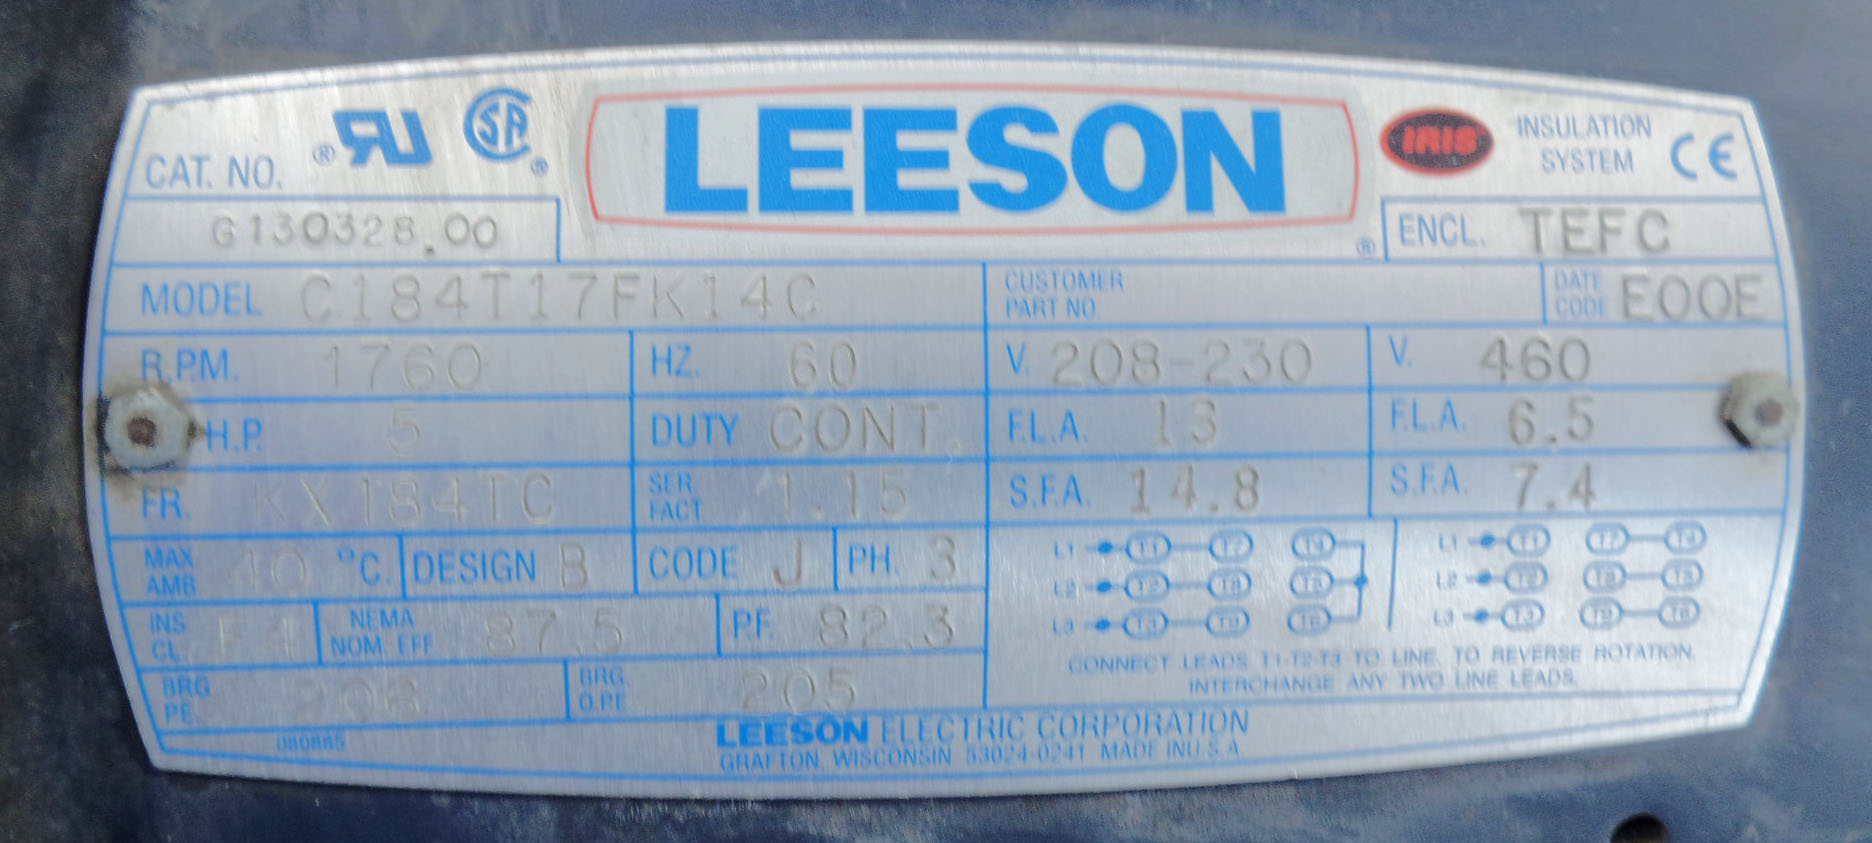 CAT. NO. ® RU SA ® LEESON ® IRIS INSULATION SYSTEM CE
G130328.00 ENCL. TEFC
MODEL C184T17FK14C CUSTOMER PART NO. DATE CODE E00E
R.P.M. 1760 HZ. 60 V. 208-230 V. 460
H.P. 5 DUTY CONT. F.L.A. 13 F.L.A. 6.5
FR. KX184TC SER. FACT 1.15 S.F.A. 14.8 S.F.A. 7.4
MAX AMB 40 °C. DESIGN B CODE J PH. 3
INS CL. F4 NEMA NOM. EFF 87.5 P.F. 82.3
BRG PE. 206 BRG. O.P.E 205
L1 T1 T7 T4 L1 T1 T7 T4
L2 T2 T8 T5 L2 T2 T8 T5
L3 T3 T9 T6 L3 T3 T9 T6
CONNECT LEADS T1-T2-T3 TO LINE. TO REVERSE ROTATION,
INTERCHANGE ANY TWO LINE LEADS.
LEESON ELECTRIC CORPORATION
GRAFTON, WISCONSIN 53024-0241 MADE IN U.S.A.